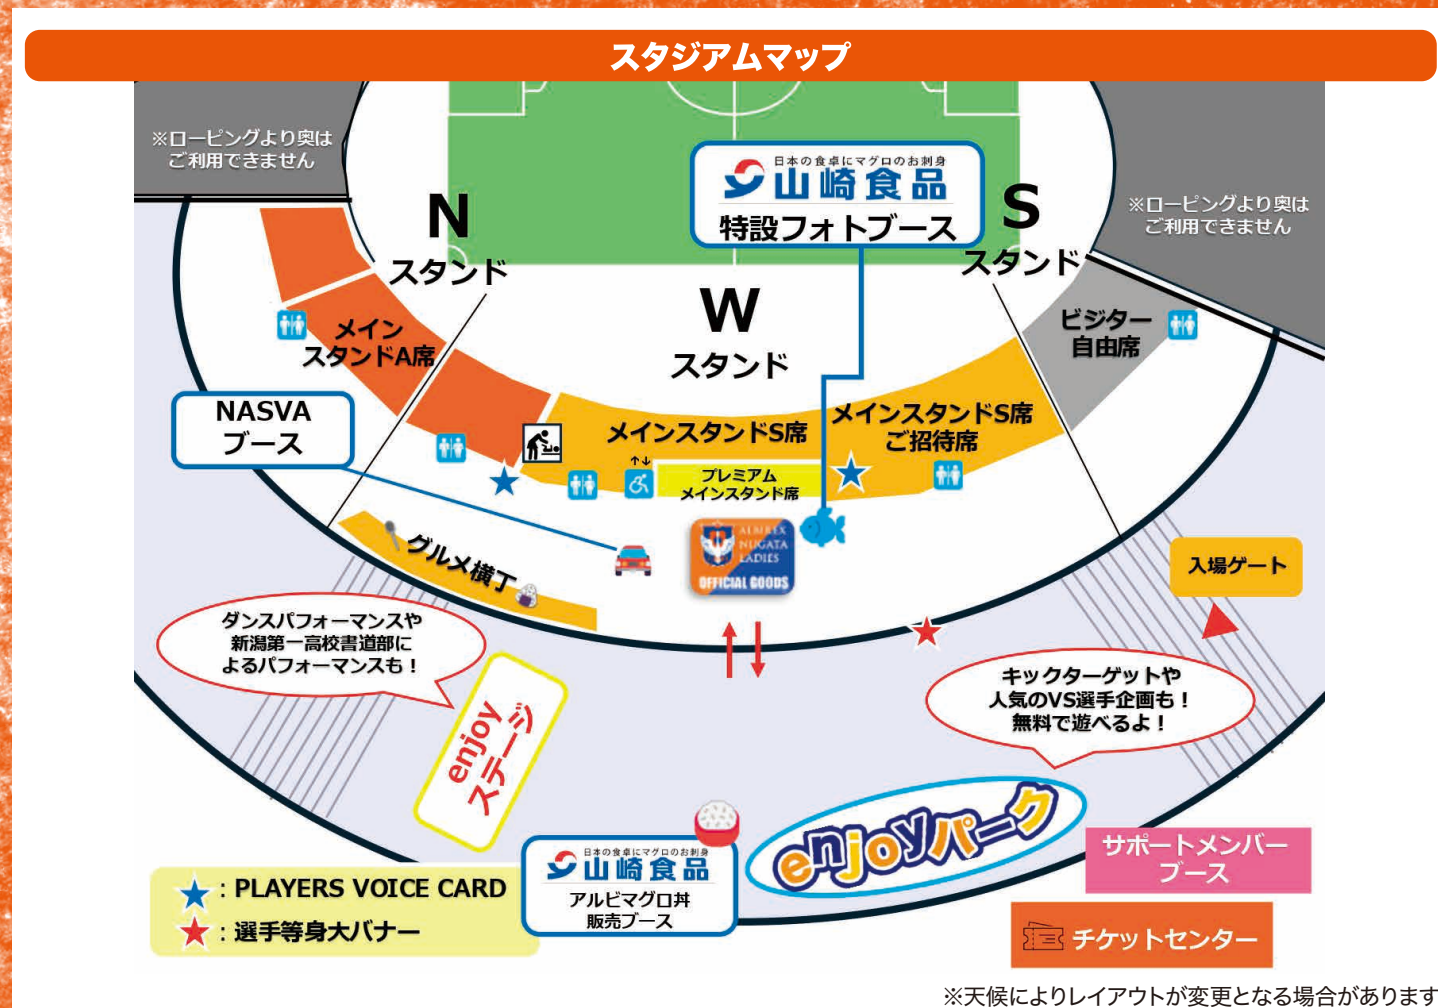 スタジアムマップ
※ローピングより奥は
ご利用できません
日本の食卓にマグロのお刺身
山崎食品
特設フォトブース
N
スタンド
S
スタンド
※ローピングより奥は
ご利用できません
W
スタンド
メイン
スタンドA席
ビジター
自由席
NASVA
ブース
メインスタンドS席
メインスタンドS席
ご招待席
プレミアム
メインスタンド席
グルメ横丁
ALBIREX
NIIGATA
LADIES
OFFICIAL GOODS
入場ゲート
ダンスパフォーマンスや
新潟第一高校書道部に
よるパフォーマンスも！
enjoy
ステージ
キックターゲットや
人気のVS選手企画も！
無料で遊べるよ！
enjoyパーク
サポートメンバー
ブース
日本の食卓にマグロのお刺身
山崎食品
アルビマグロ丼
販売ブース
：PLAYERS VOICE CARD
：選手等身大バナー
チケットセンター
※天候によりレイアウトが変更となる場合があります